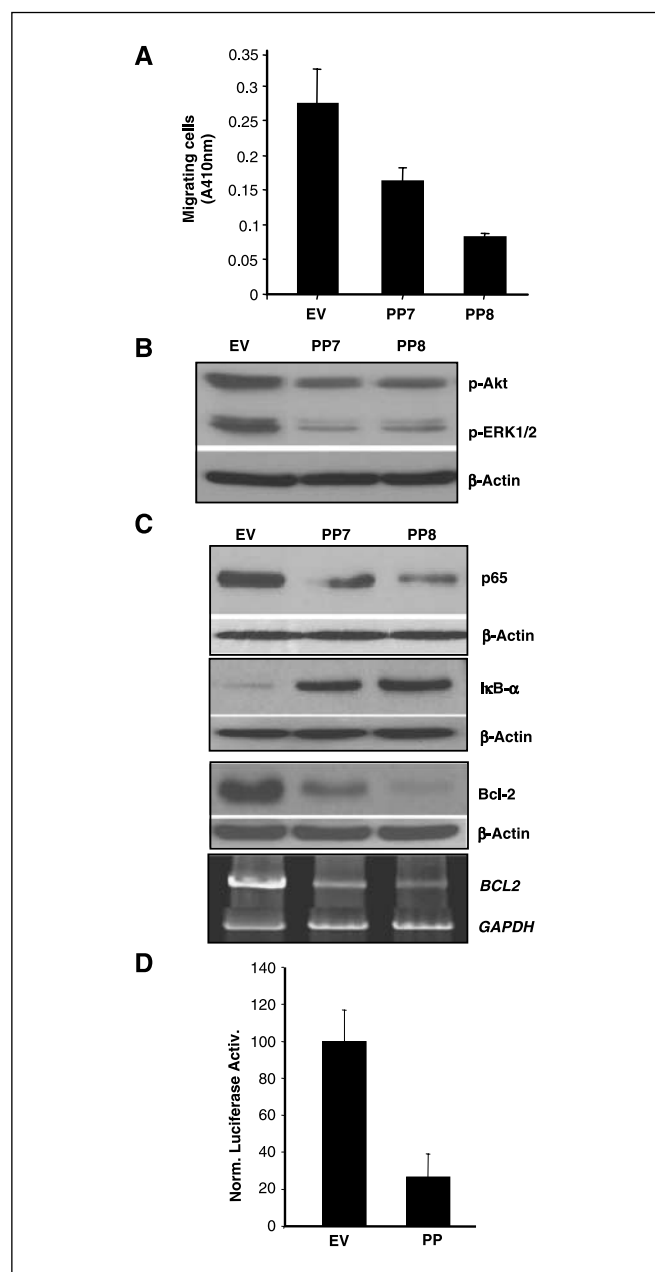 A
Migrating cells
(A410nm)
0.35
0.3
0.25
0.2
0.15
0.1
0.05
0
EV PP7 PP8
B
EV PP7 PP8
p-Akt
p-ERK1/2
β-Actin
C
EV PP7 PP8
p65
β-Actin
IκB-α
β-Actin
Bcl-2
β-Actin
BCL2
GAPDH
D
Norm. Luciferase Activ.
140
120
100
80
60
40
20
0
EV PP